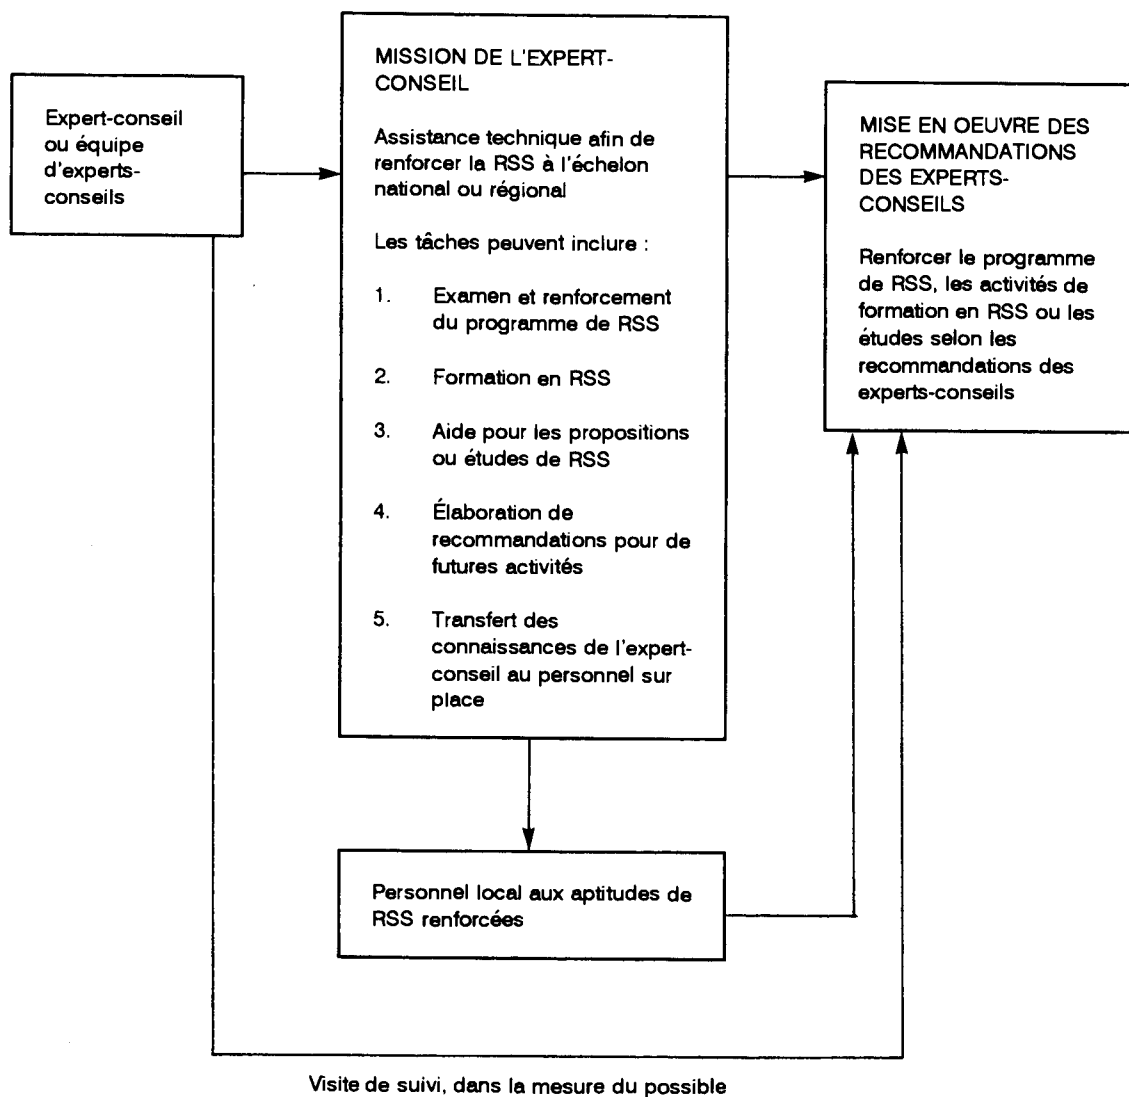 Expert-conseil
ou équipe
d'experts-
conseils
MISSION DE L'EXPERT-
CONSEIL
Assistance technique afin de
renforcer la RSS à l'échelon
national ou régional
Les tâches peuvent inclure :
1. Examen et renforcement
du programme de RSS
2. Formation en RSS
3. Aide pour les propositions
ou études de RSS
4. Élaboration de
recommandations pour de
futures activités
5. Transfert des
connaissances de l'expert-
conseil au personnel sur
place
MISE EN OEUVRE DES
RECOMMANDATIONS
DES EXPERTS-
CONSEILS
Renforcer le programme
de RSS, les activités de
formation en RSS ou les
études selon les
recommandations des
experts-conseils
Personnel local aux aptitudes de
RSS renforcées
Visite de suivi, dans la mesure du possible